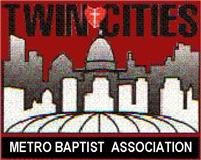 TWIN CITIES
METRO BAPTIST ASSOCIATION